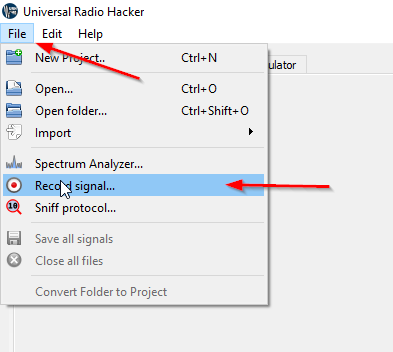 Universal Radio Hacker
File Edit Help
New Project.. Ctrl+N
ulator
Open... Ctrl+O
Open folder... Ctrl+Shift+O
Import
Spectrum Analyzer...
Record signal...
10 Sniff protocol...
Save all signals
Close all files
Convert Folder to Project